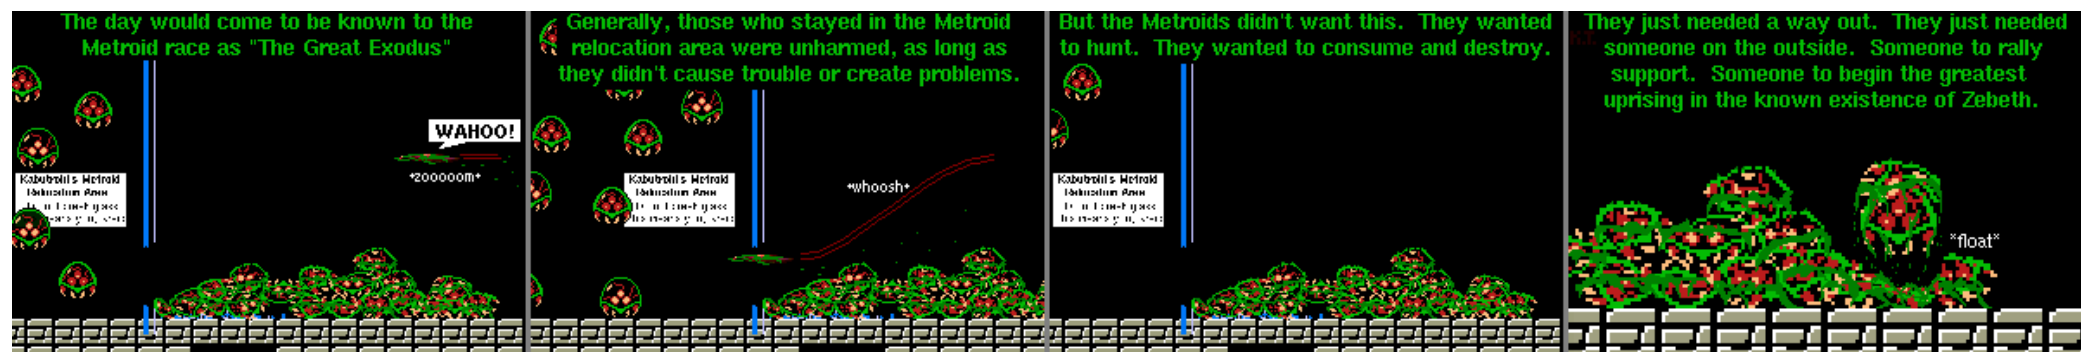 The day would come to be known to the
Metroid race as "The Great Exodus"
WAHOO!
*zooooom*
Kabutroid's Metroid
Relocation Area
Generally, those who stayed in the Metroid
relocation area were unharmed, as long as
they didn't cause trouble or create problems.
*whoosh*
Kabutroid's Metroid
Relocation Area
But the Metroids didn't want this. They wanted
to hunt. They wanted to consume and destroy.
Kabutroid's Metroid
Relocation Area
They just needed a way out. They just needed
someone on the outside. Someone to rally
support. Someone to begin the greatest
uprising in the known existence of Zebeth.
*float*